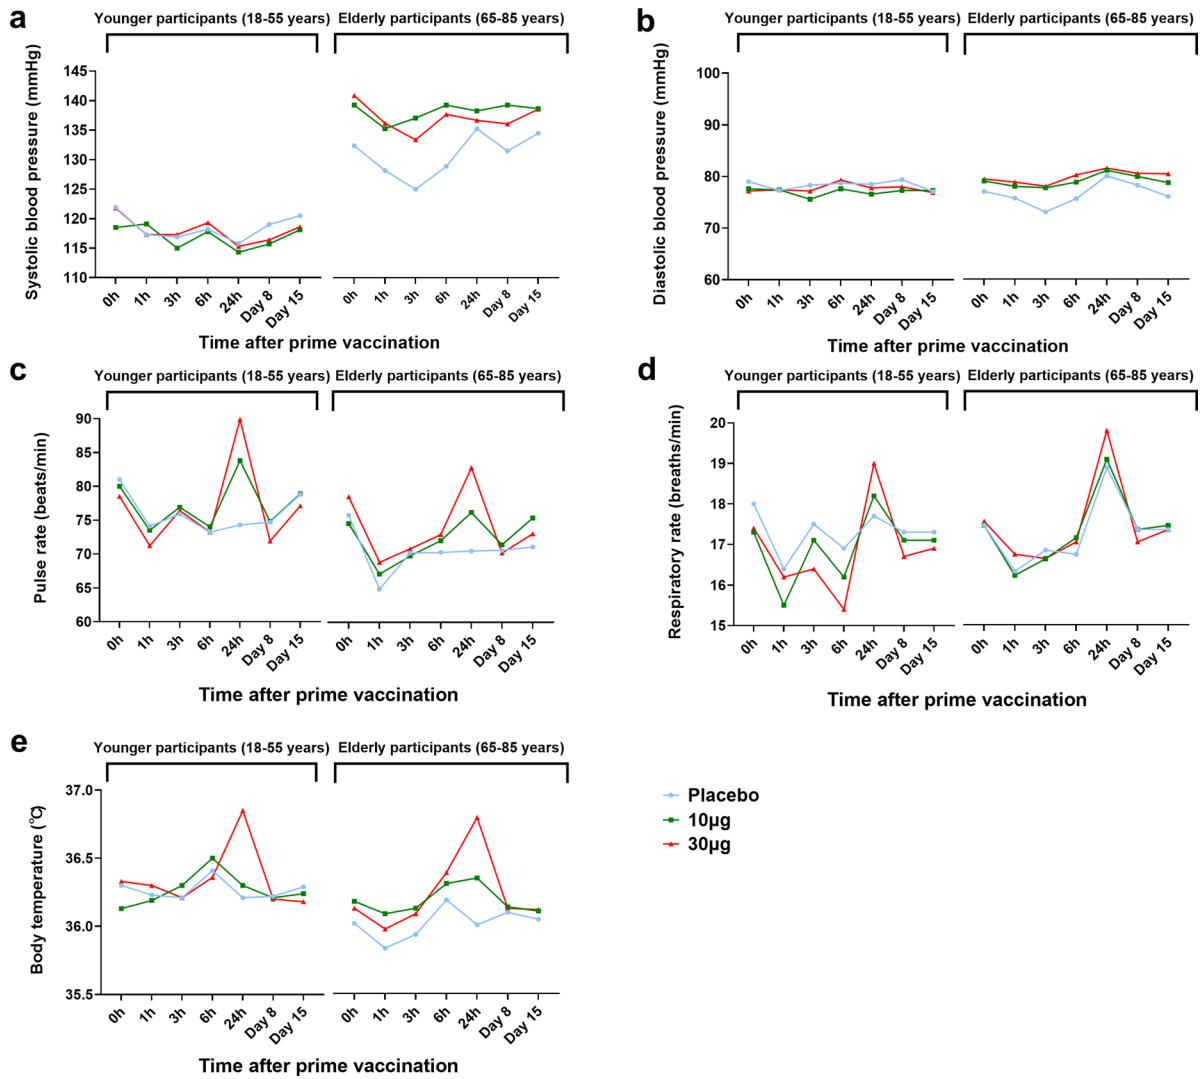 a
Younger participants (18-55 years) Elderly participants (65-85 years)
Systolic blood pressure (mmHg)
145
140
135
130
125
120
115
110
0h 1h 3h 6h 24h Day 8 Day 15 0h 1h 3h 6h 24h Day 8 Day 15
Time after prime vaccination
b
Younger participants (18-55 years) Elderly participants (65-85 years)
Diastolic blood pressure (mmHg)
100
90
80
70
60
0h 1h 3h 6h 24h Day 8 Day 15 0h 1h 3h 6h 24h Day 8 Day 15
Time after prime vaccination
c
Younger participants (18-55 years) Elderly participants (65-85 years)
Pulse rate (beats/min)
90
85
80
75
70
65
60
0h 1h 3h 6h 24h Day 8 Day 15 0h 1h 3h 6h 24h Day 8 Day 15
Time after prime vaccination
d
Younger participants (18-55 years) Elderly participants (65-85 years)
Respiratory rate (breaths/min)
20
19
18
17
16
15
0h 1h 3h 6h 24h Day 8 Day 15 0h 1h 3h 6h 24h Day 8 Day 15
Time after prime vaccination
e
Younger participants (18-55 years) Elderly participants (65-85 years)
Body temperature (℃)
37.0
36.5
36.0
35.5
0h 1h 3h 6h 24h Day 8 Day 15 0h 1h 3h 6h 24h Day 8 Day 15
Time after prime vaccination
Placebo
10μg
30μg